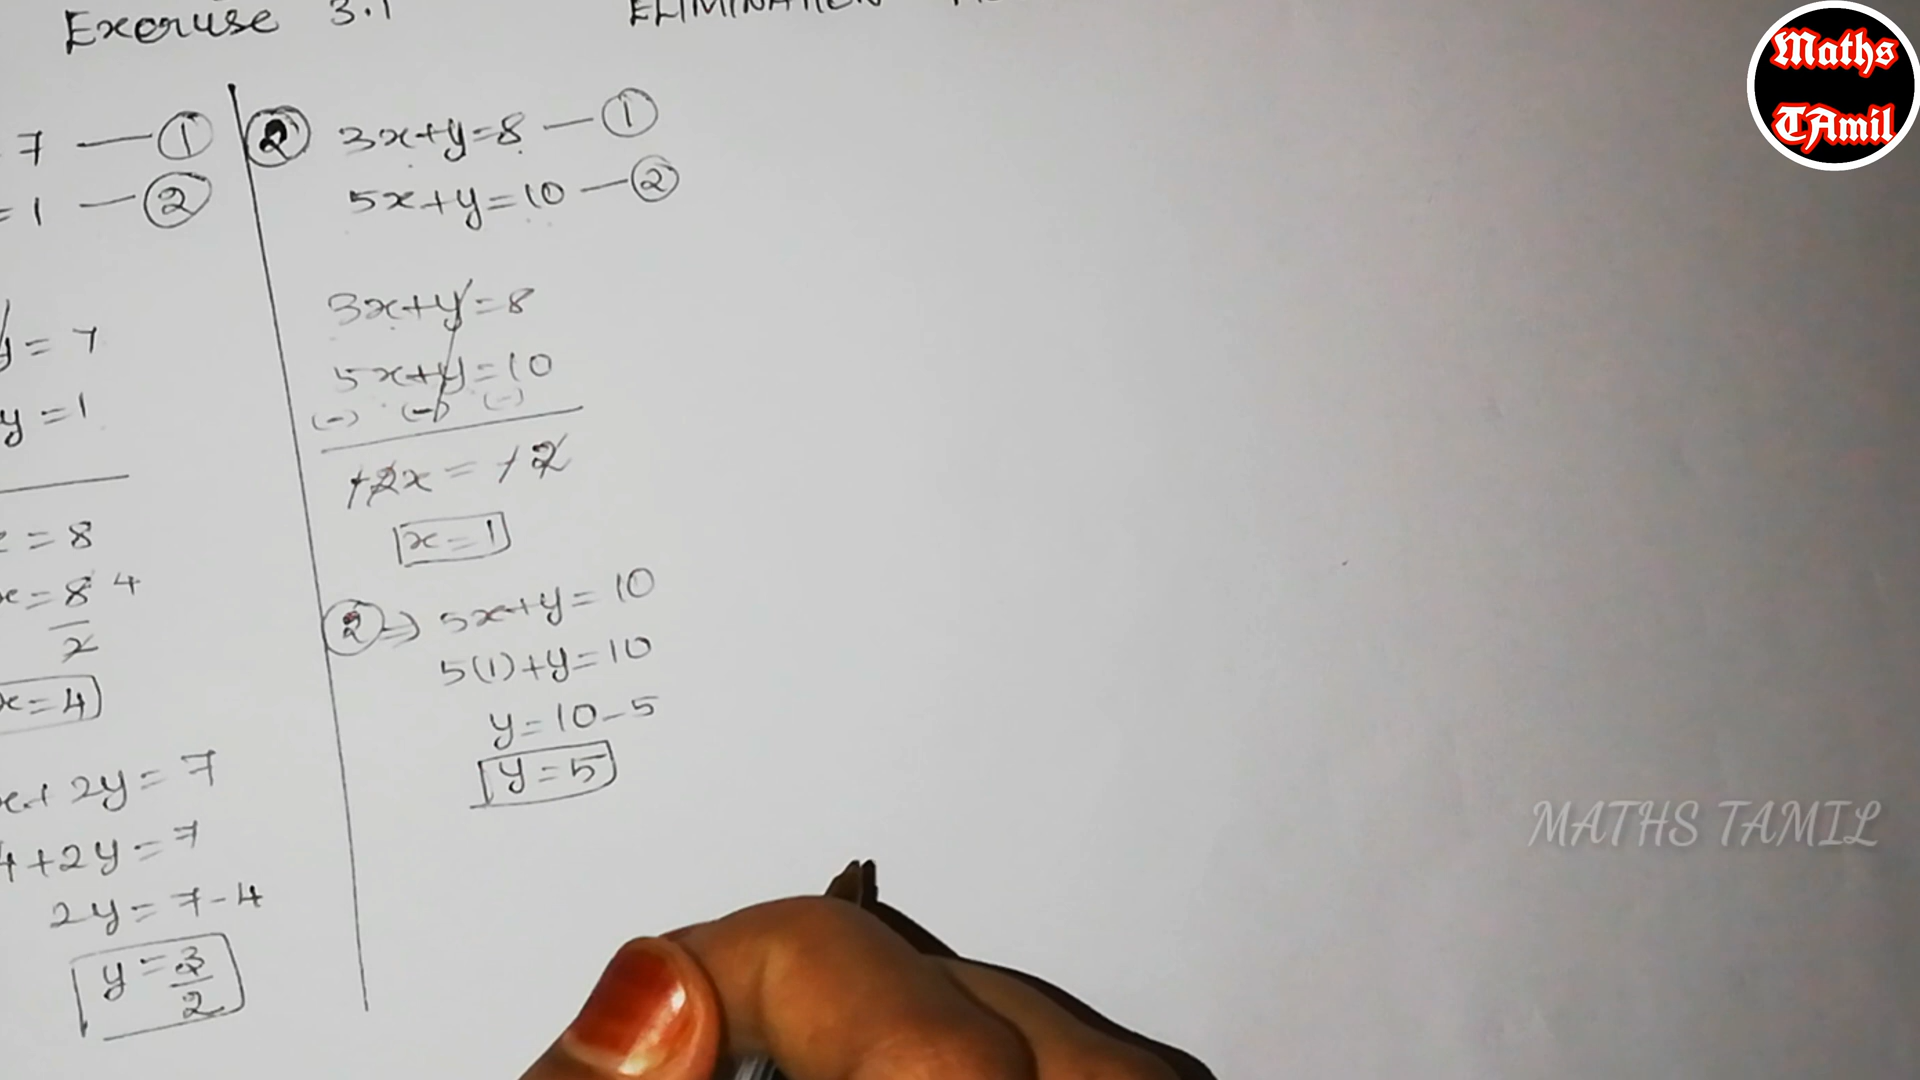 Exercise 3.1 ELIMINATION
7 — ①
= 1 — ②
y = 7
y = 1
= 8
x = 8 4
2
x = 4
x + 2y = 7
4 + 2y = 7
2y = 7 - 4
y = 3/2
② 3x+y=8 — ①
5x+y=10 — ②
3x+y=8
5x+y=10
(-) (-) (-)
+2x = +2
x = 1
② ⇒ 5x+y=10
5(1)+y=10
y=10-5
y=5
Maths
TAmil
MATHS TAMIL